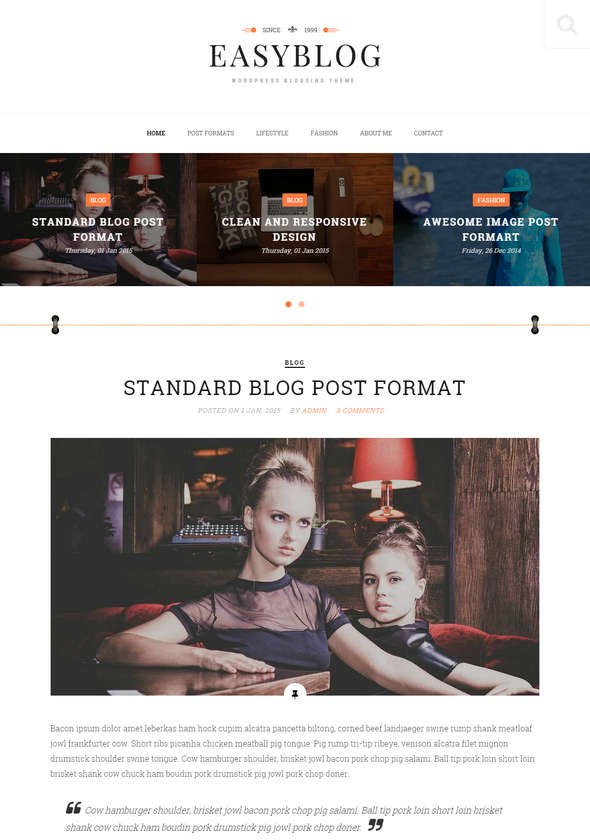 SINCE 1999
EASYBLOG
WORDPRESS BLOGGING THEME
HOME POST FORMATS LIFESTYLE FASHION ABOUT ME CONTACT
BLOG
STANDARD BLOG POST
FORMAT
Thursday, 01 Jan 2015
BLOG
CLEAN AND RESPONSIVE
DESIGN
Thursday, 01 Jan 2015
FASHION
AWESOME IMAGE POST
FORMART
Friday, 26 Dec 2014
BLOG
STANDARD BLOG POST FORMAT
POSTED ON 1 JAN, 2015 BY ADMIN 3 COMMENTS
Bacon ipsum dolor amet leberkas ham hock cupim alcatra pancetta biltong, corned beef landjaeger swine rump shank meatloaf
jowl frankfurter cow. Short ribs picanha chicken meatball pig tongue. Pig rump tri-tip ribeye, venison alcatra filet mignon
drumstick shoulder swine tongue. Cow hamburger shoulder, brisket jowl bacon pork chop pig salami. Ball tip pork loin short loin
brisket shank cow chuck ham boudin pork drumstick pig jowl pork chop doner.
“ Cow hamburger shoulder, brisket jowl bacon pork chop pig salami. Ball tip pork loin short loin brisket
shank cow chuck ham boudin pork drumstick pig jowl pork chop doner. ”